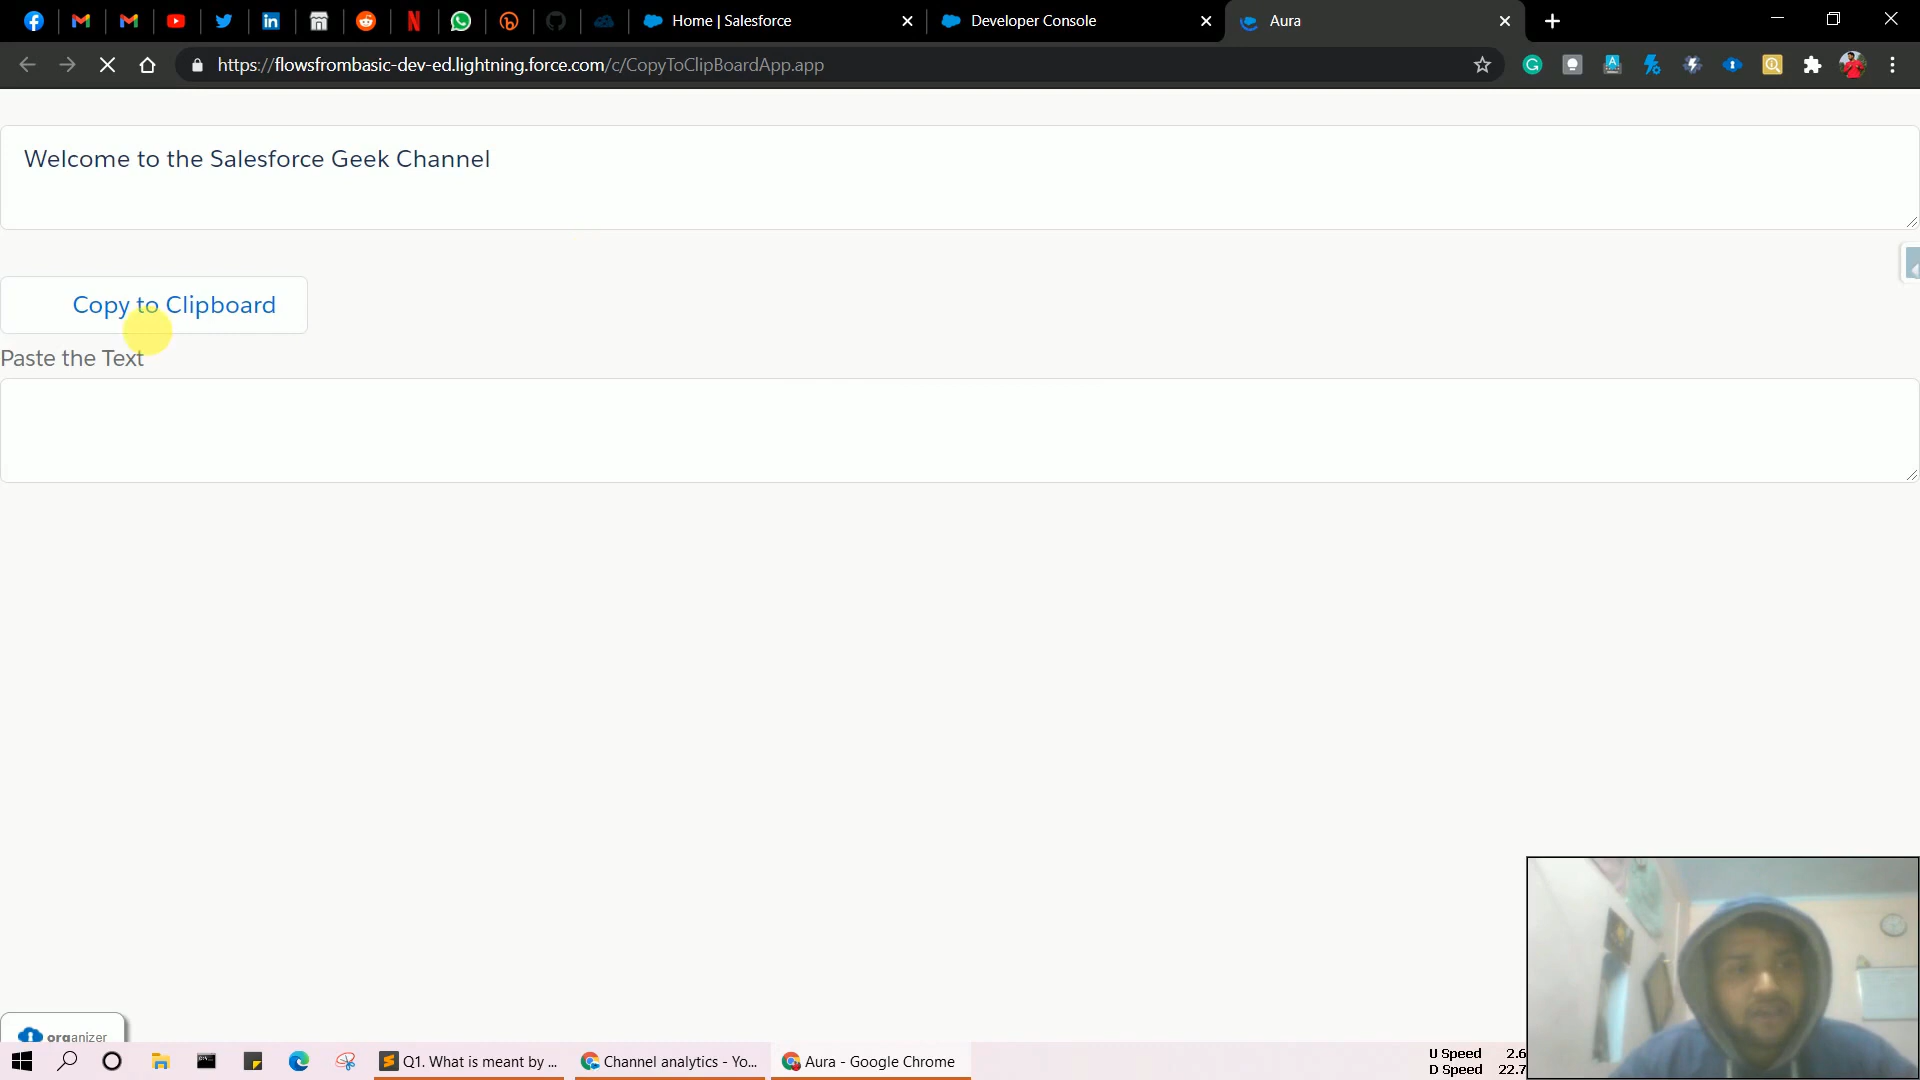 Home | Salesforce
Developer Console
Aura
https://flowsfrombasic-dev-ed.lightning.force.com/c/CopyToClipBoardApp.app
Welcome to the Salesforce Geek Channel
Copy to Clipboard
Paste the Text
organizer
Q1. What is meant by ...
Channel analytics - Yo...
Aura - Google Chrome
U Speed 2.6
D Speed 22.7